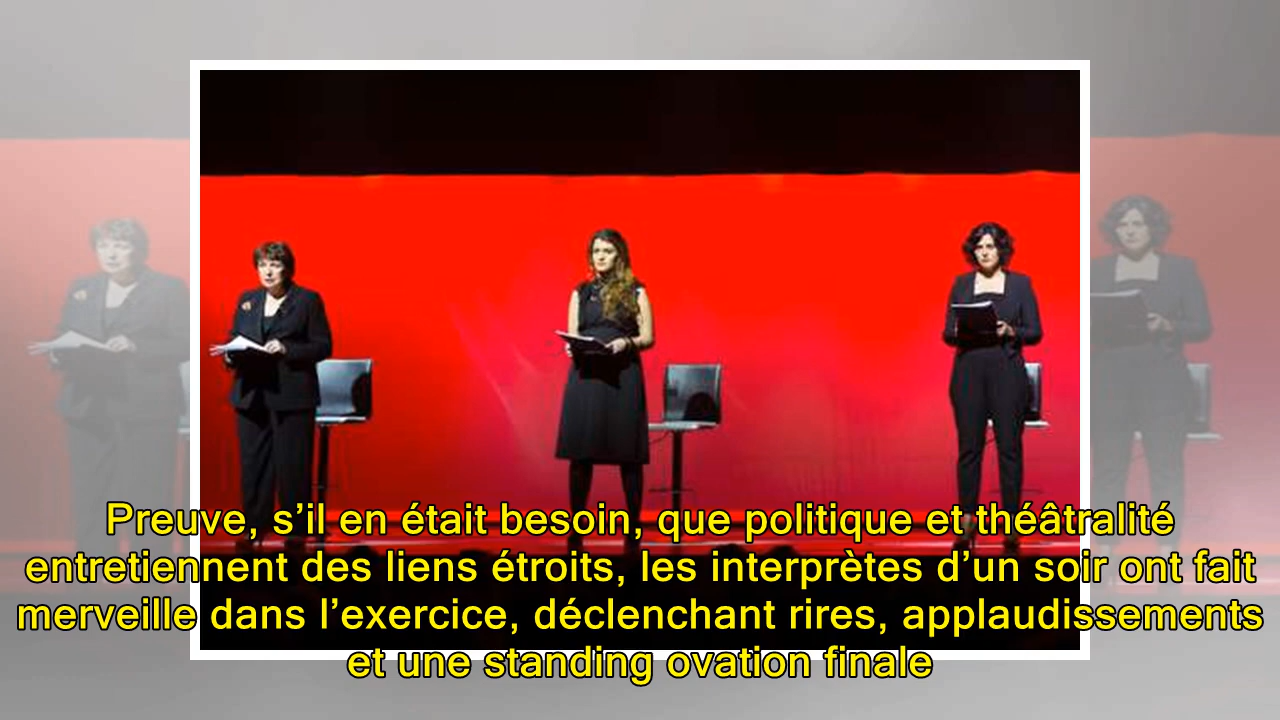 Preuve, s’il en était besoin, que politique et théâtralité
entretiennent des liens étroits, les interprètes d’un soir ont fait
merveille dans l’exercice, déclenchant rires, applaudissements
et une standing ovation finale